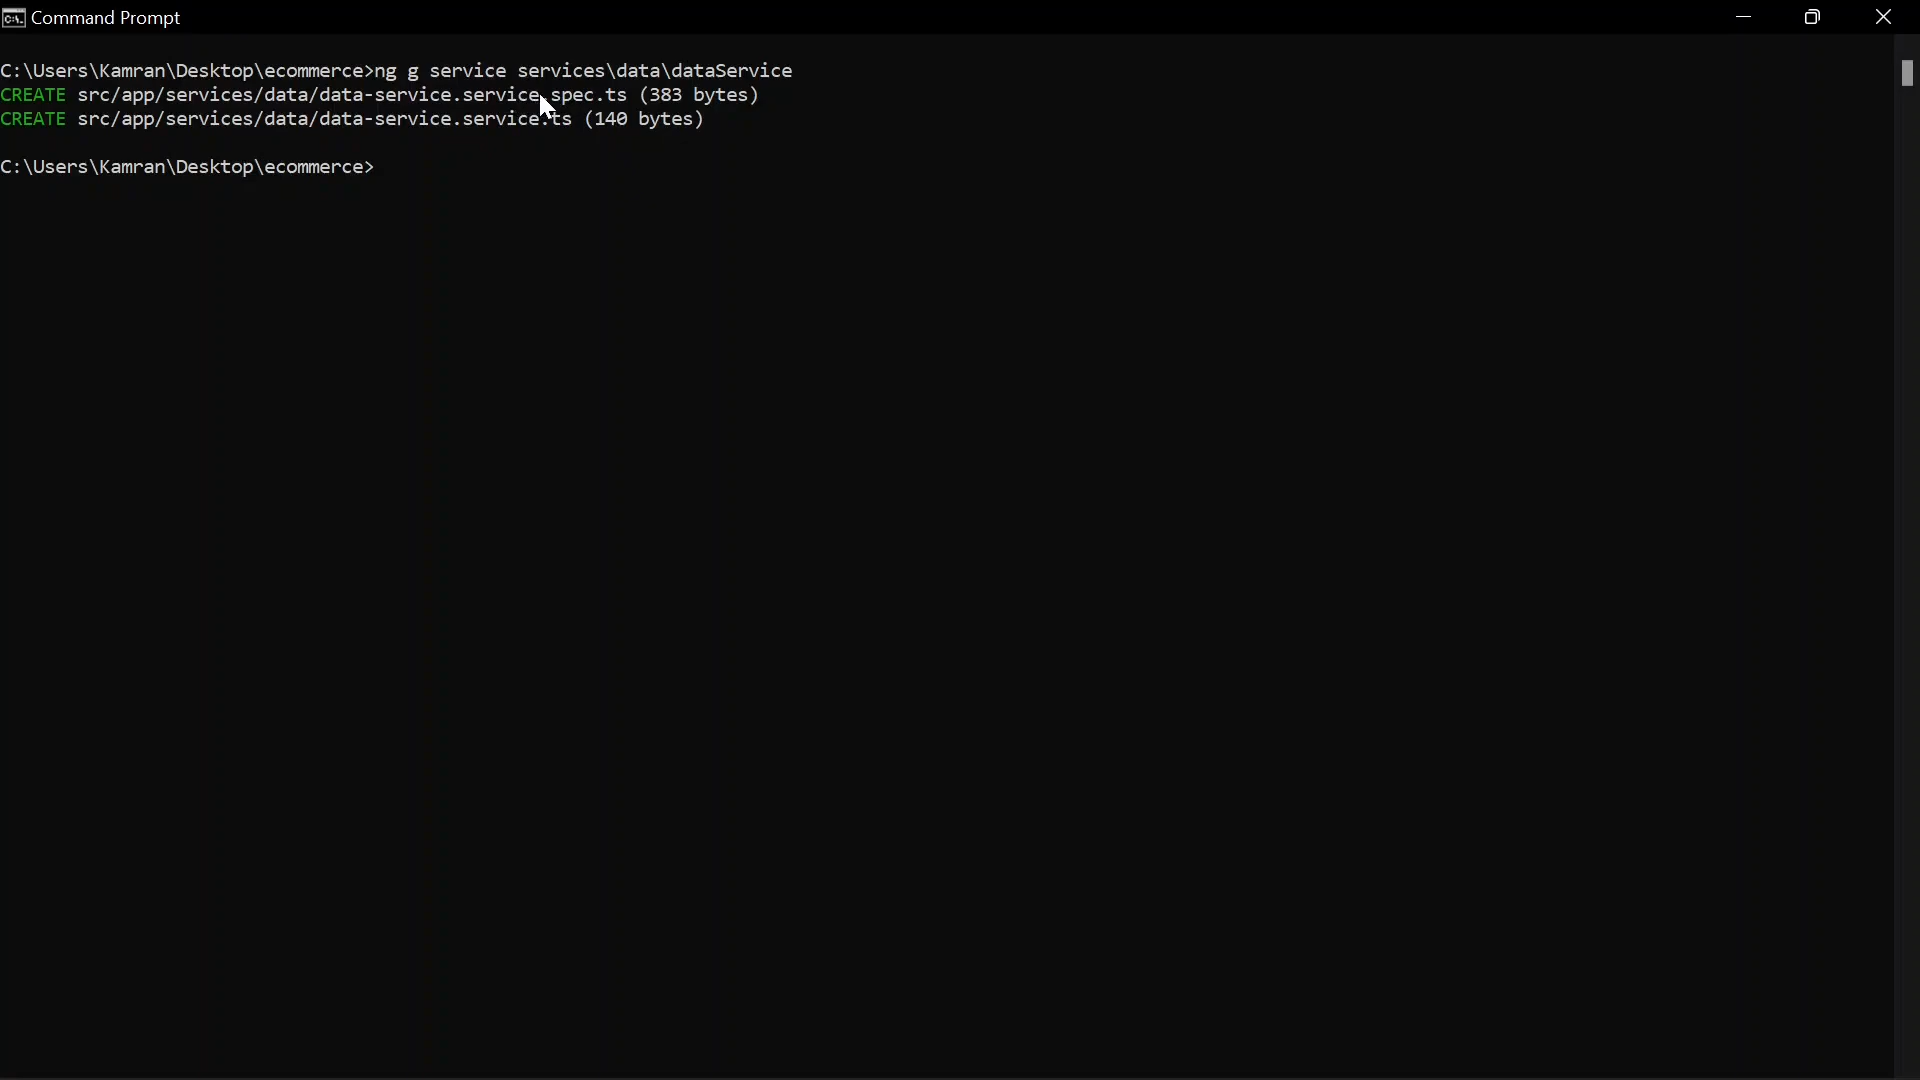 Command Prompt
C:\Users\Kamran\Desktop\ecommerce>ng g service services\data\dataService
CREATE src/app/services/data/data-service.service.spec.ts (383 bytes)
CREATE src/app/services/data/data-service.service.ts (140 bytes)
C:\Users\Kamran\Desktop\ecommerce>